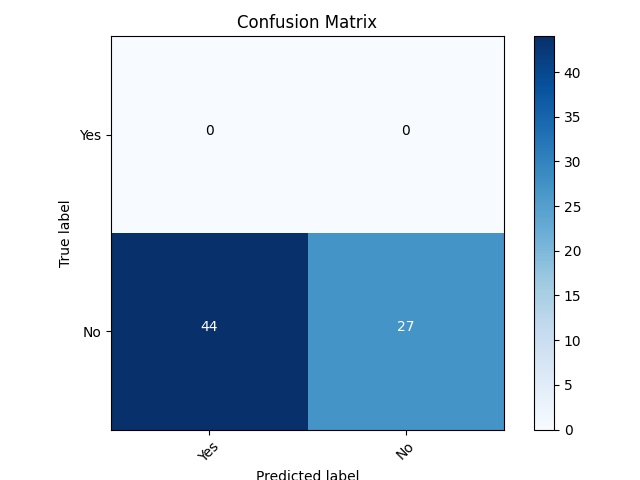 Confusion Matrix
True label
Yes
0 0
No
44 27
Yes No
Predicted label
40
35
30
25
20
15
10
5
0